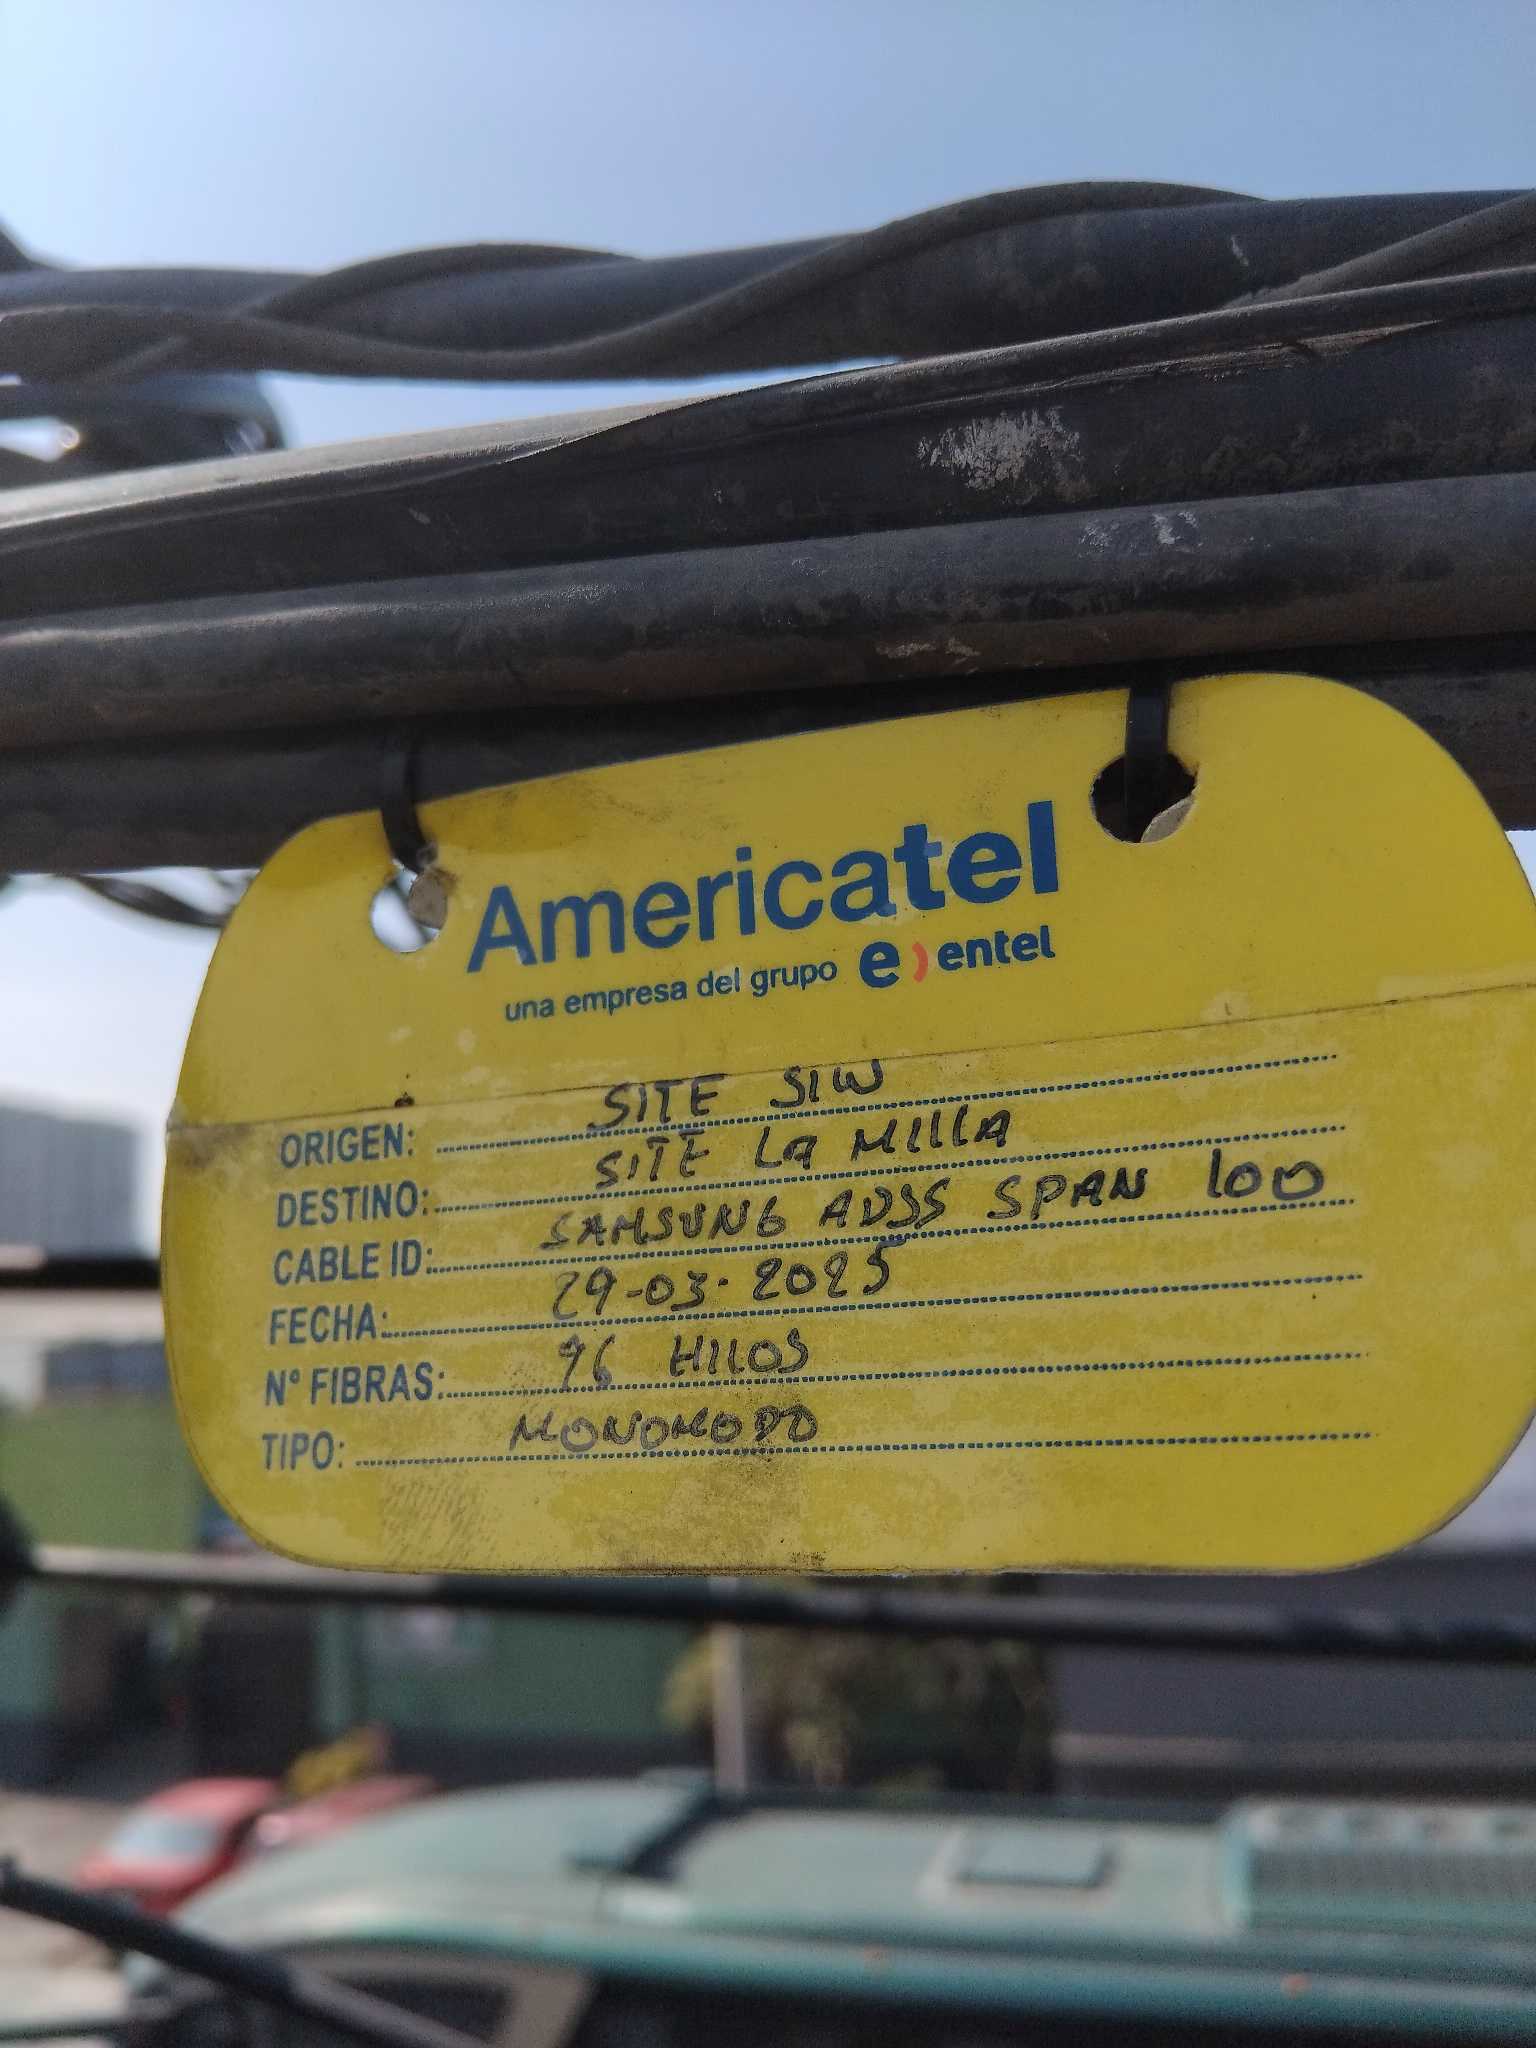 Americatel
una empresa del grupo e) entel
ORIGEN: SITE SIW
DESTINO: SITE LA MILLA
CABLE ID: SAMSUNG ADSS SPAN 100
FECHA: 29-03-2025
N° FIBRAS: 96 HILOS
TIPO: MONOMODO